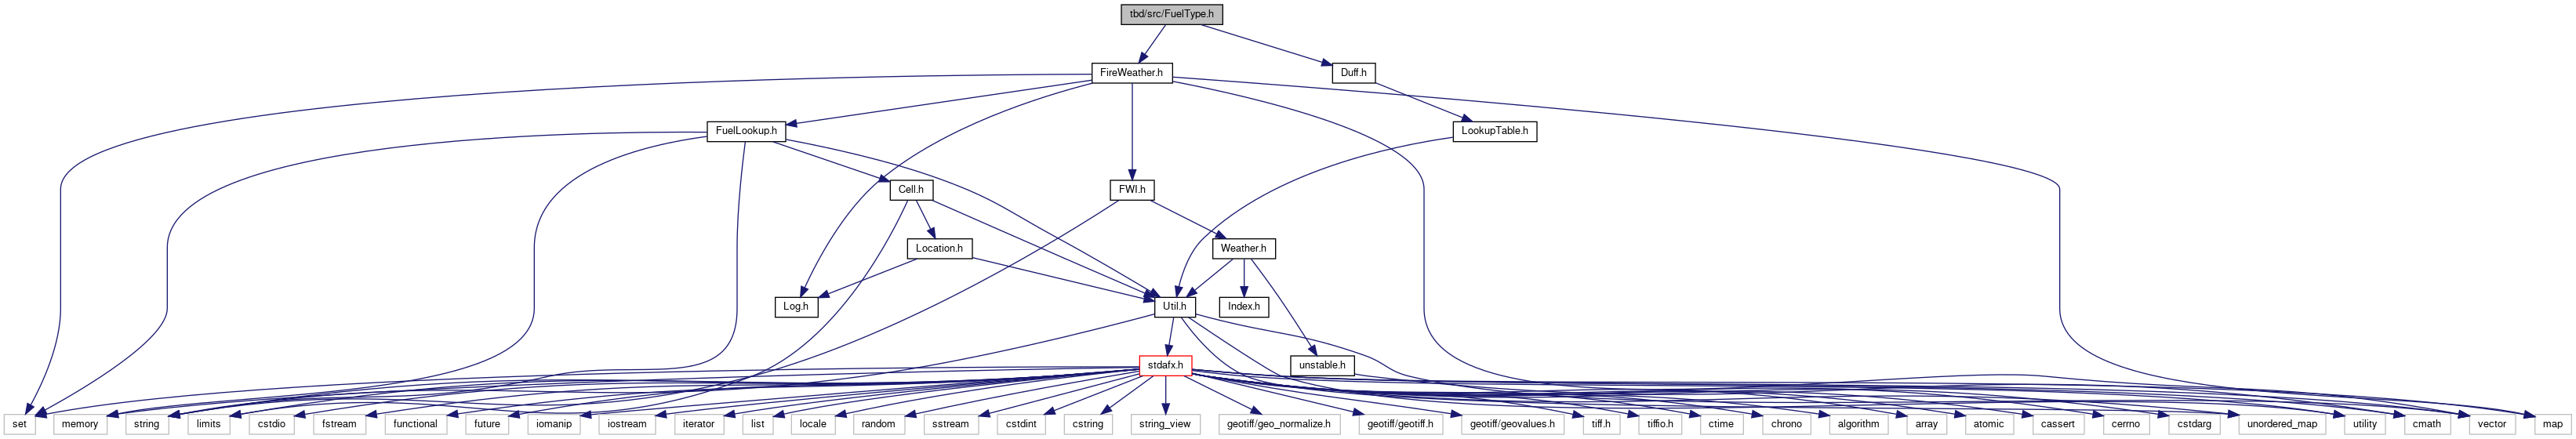 tbd/src/FuelType.h
FireWeather.h
Duff.h
FuelLookup.h
LookupTable.h
Cell.h
FWI.h
Location.h
Weather.h
Log.h
Util.h
Index.h
stdafx.h
unstable.h
set
memory
string
limits
cstdio
fstream
functional
future
iomanip
iostream
iterator
list
locale
random
sstream
cstdint
cstring
string_view
geotiff/geo_normalize.h
geotiff/geotiff.h
geotiff/geovalues.h
tiff.h
tiffio.h
ctime
chrono
algorithm
array
atomic
cassert
cerrno
cstdarg
unordered_map
utility
cmath
vector
map